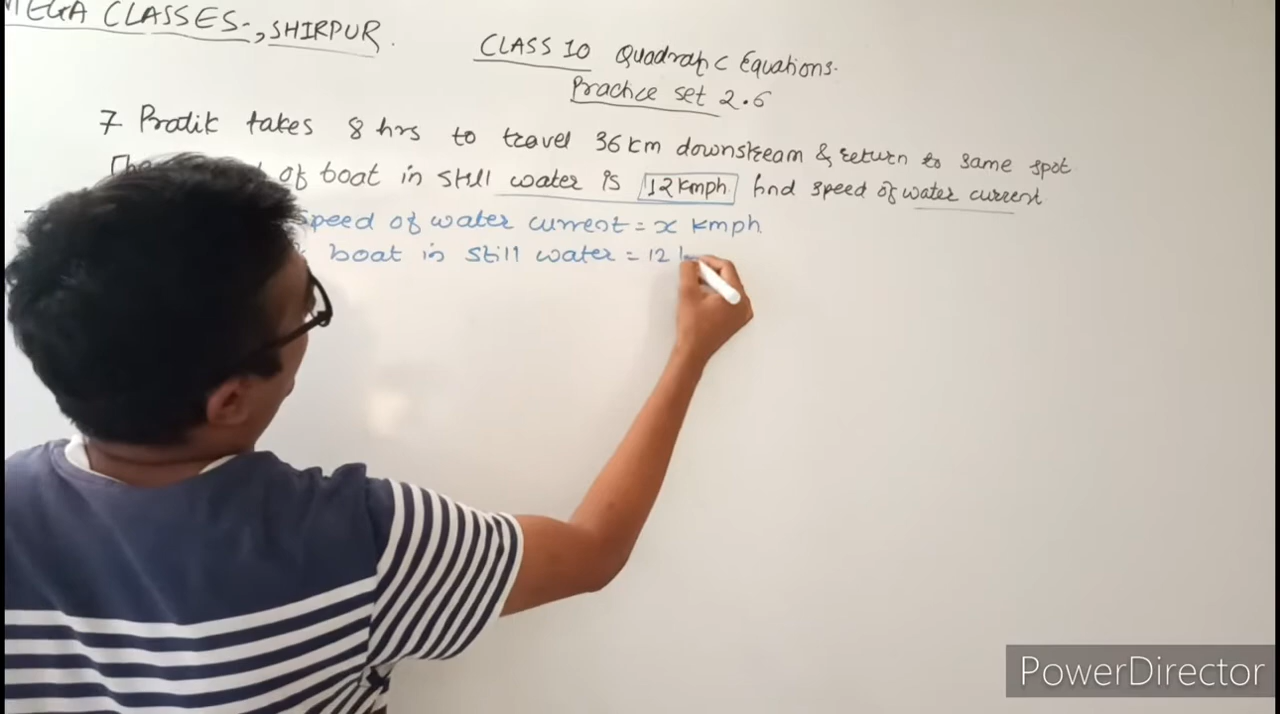 CLASSES-, SHIRPUR.
CLASS 10 Quadratic Equations.
Practice set 2.6
7 Pratik takes 8 hrs to travel 36 km downstream & return to same spot
of boat in still water is 12 kmph. find speed of water current
speed of water current = x kmph.
boat in still water = 12 k
PowerDirector